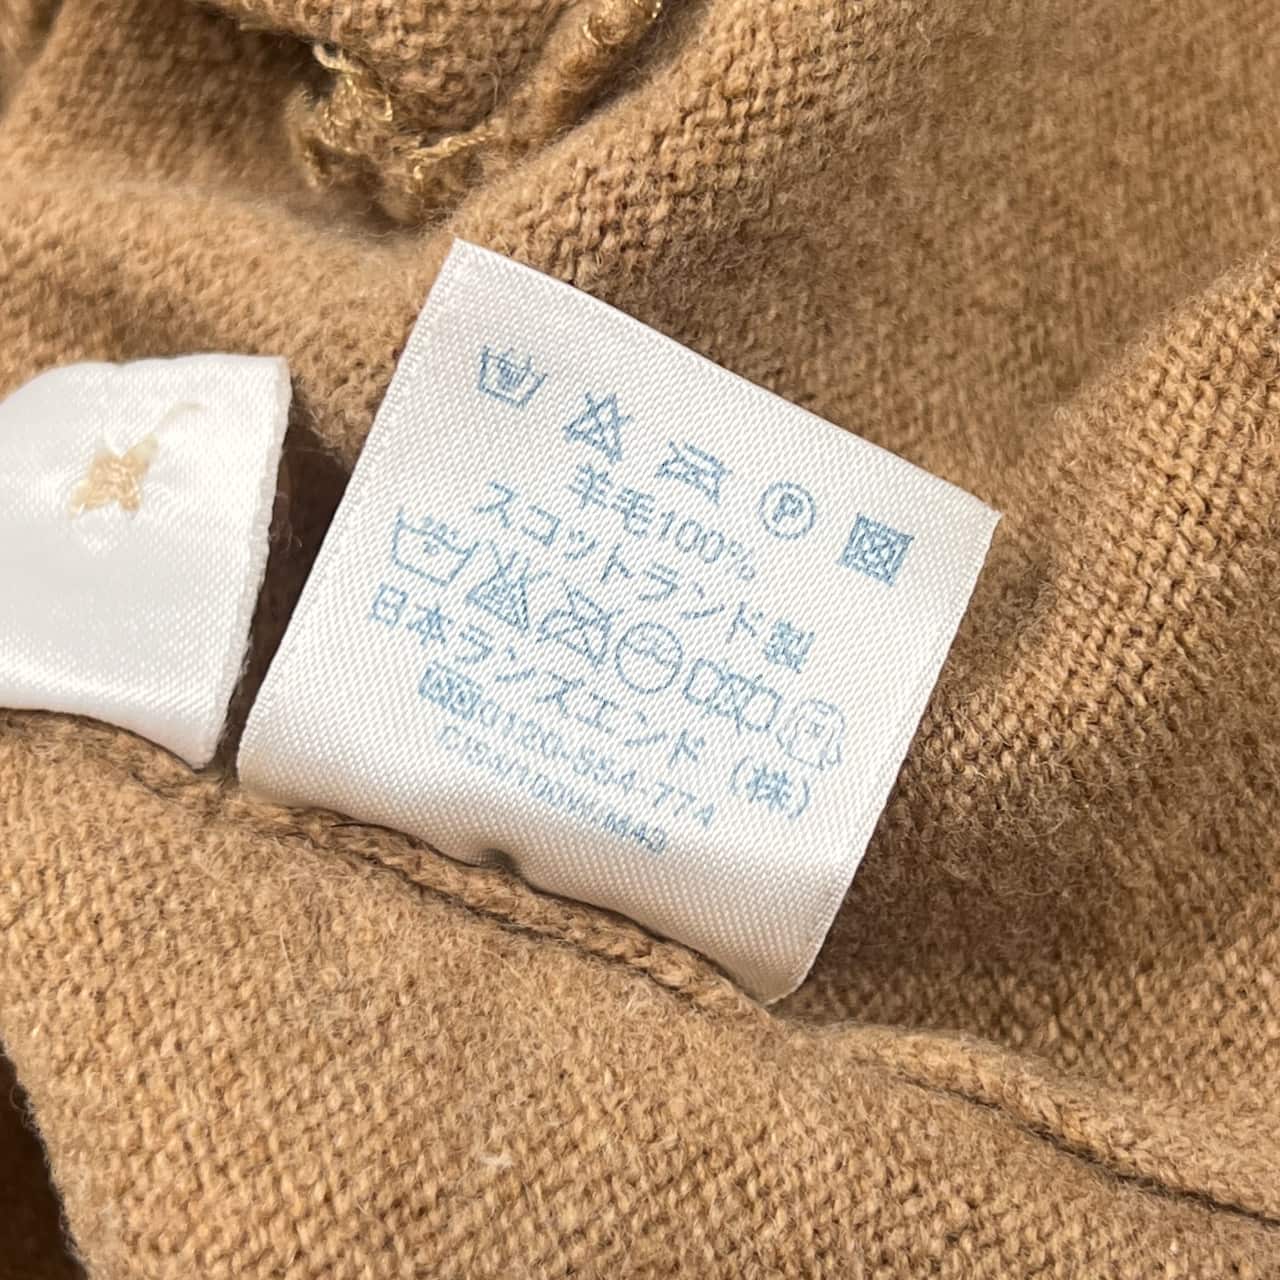 P
羊毛100%
スコットランド製
日本ランズエンド(株)
0120-554-774